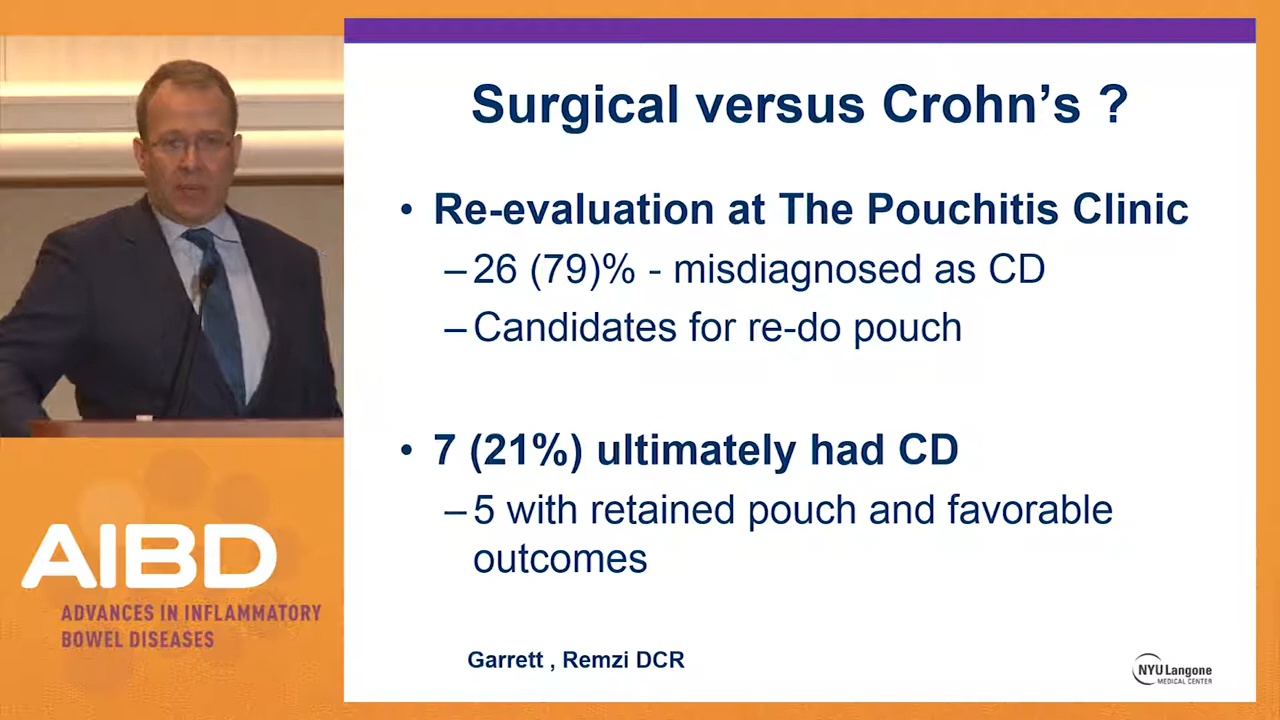 Surgical versus Crohn's ?
• Re-evaluation at The Pouchitis Clinic
–26 (79)% - misdiagnosed as CD
–Candidates for re-do pouch
• 7 (21%) ultimately had CD
–5 with retained pouch and favorable
outcomes
Garrett , Remzi DCR
NYU Langone
MEDICAL CENTER
AIBD
ADVANCES IN INFLAMMATORY
BOWEL DISEASES